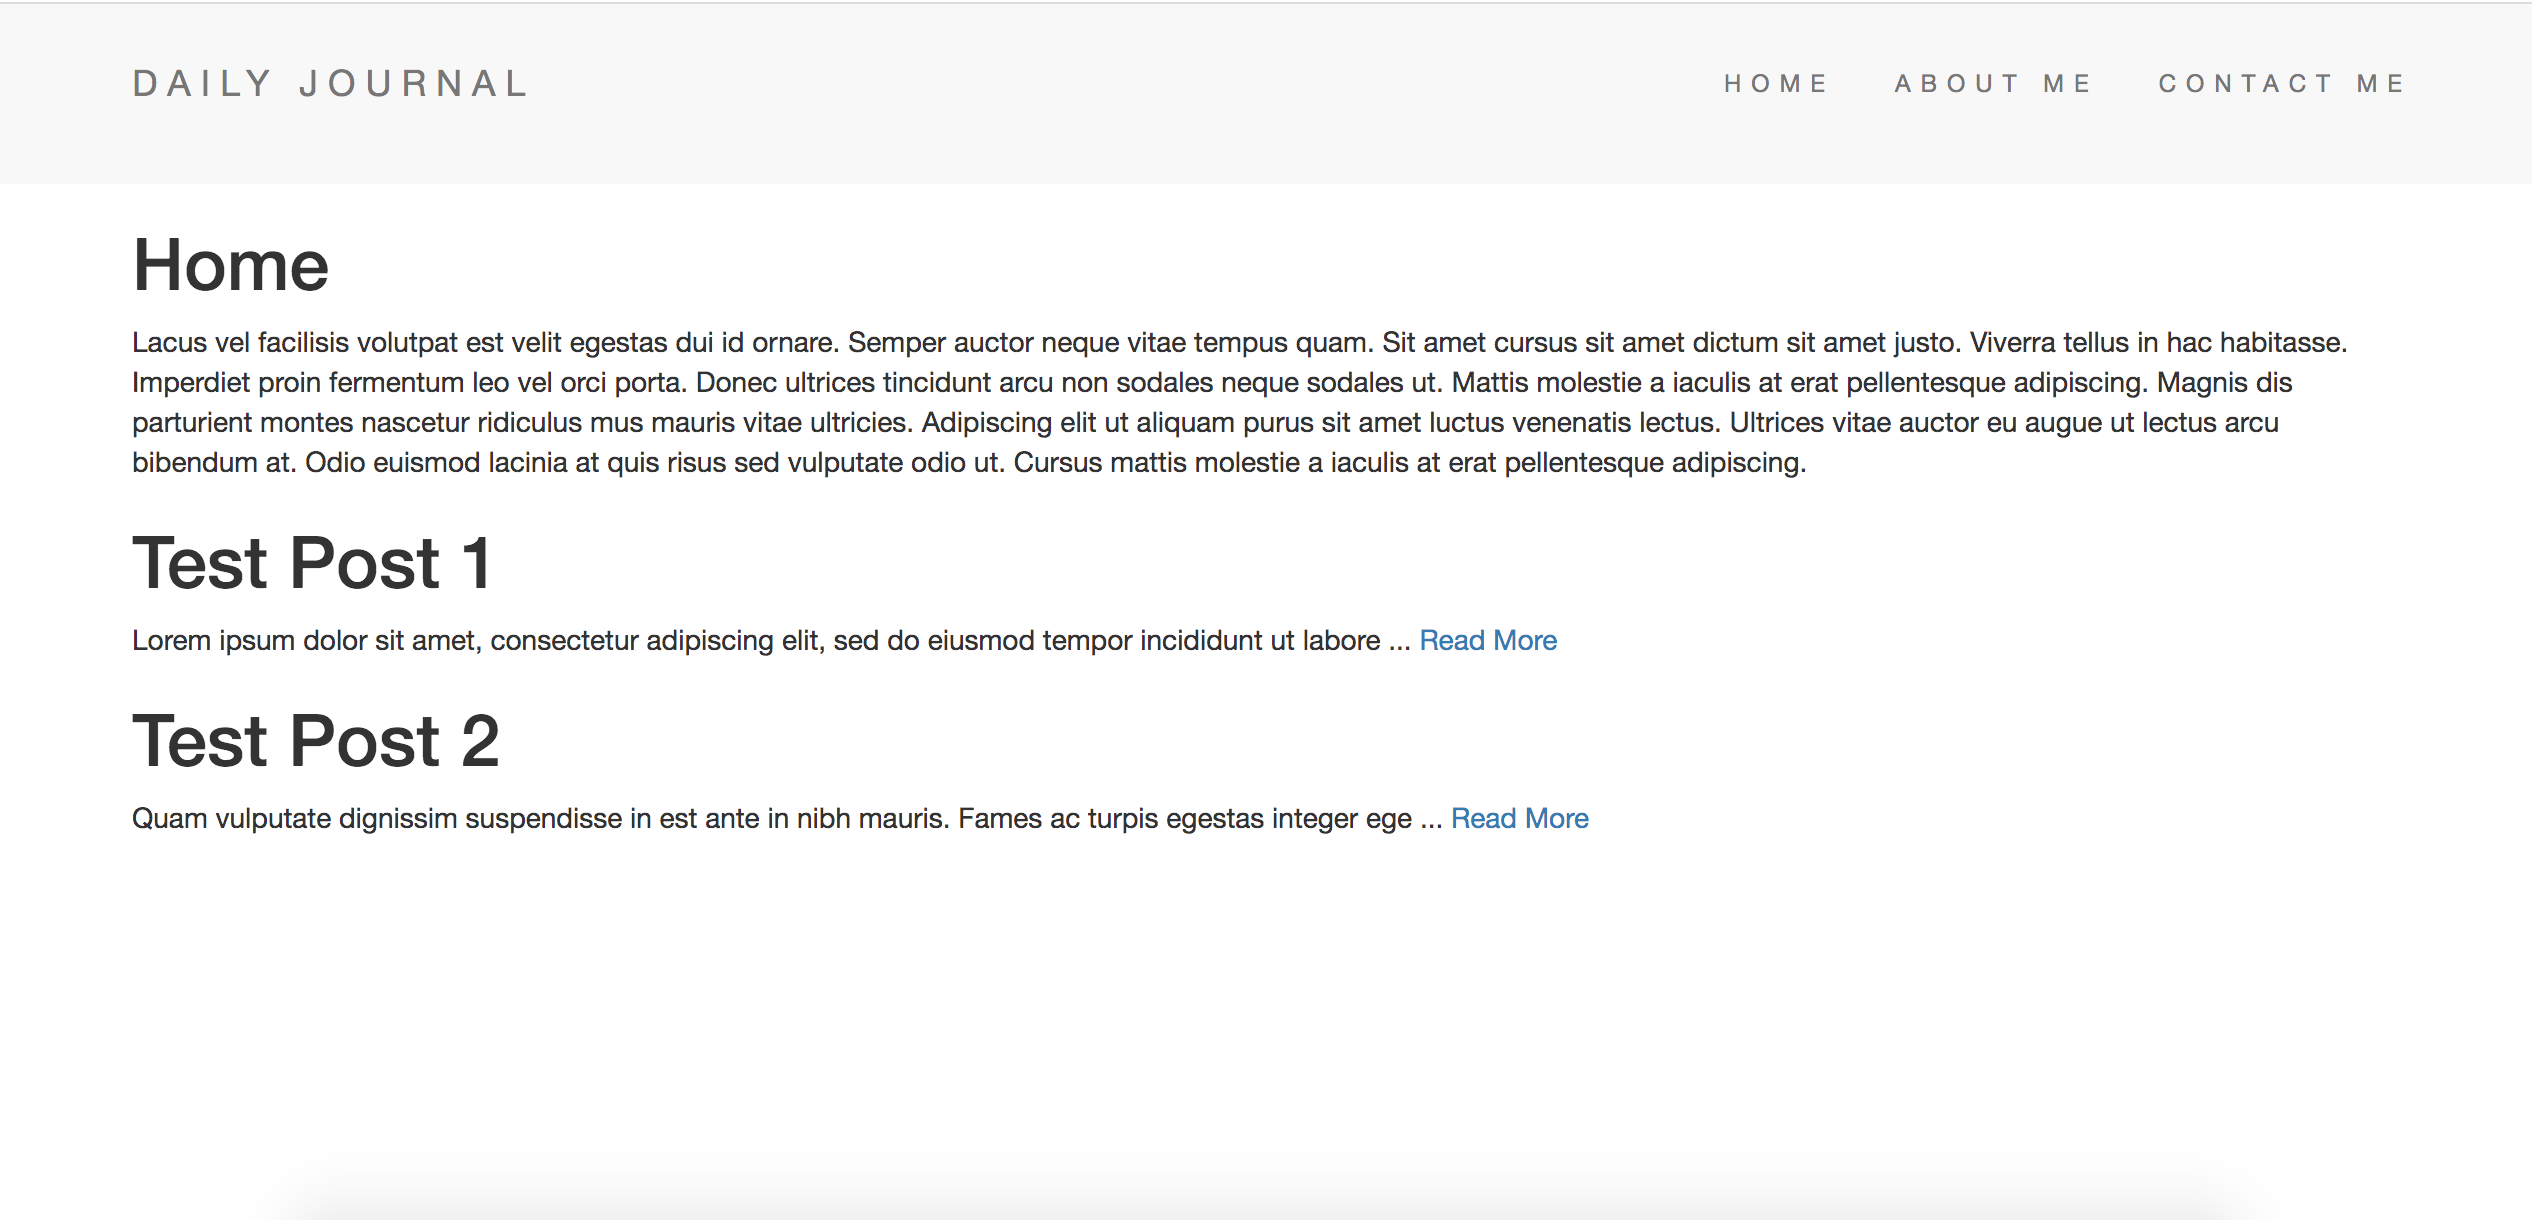 DAILY JOURNAL
HOME ABOUT ME CONTACT ME
Home
Lacus vel facilisis volutpat est velit egestas dui id ornare. Semper auctor neque vitae tempus quam. Sit amet cursus sit amet dictum sit amet justo. Viverra tellus in hac habitasse.
Imperdiet proin fermentum leo vel orci porta. Donec ultrices tincidunt arcu non sodales neque sodales ut. Mattis molestie a iaculis at erat pellentesque adipiscing. Magnis dis
parturient montes nascetur ridiculus mus mauris vitae ultricies. Adipiscing elit ut aliquam purus sit amet luctus venenatis lectus. Ultrices vitae auctor eu augue ut lectus arcu
bibendum at. Odio euismod lacinia at quis risus sed vulputate odio ut. Cursus mattis molestie a iaculis at erat pellentesque adipiscing.
Test Post 1
Lorem ipsum dolor sit amet, consectetur adipiscing elit, sed do eiusmod tempor incididunt ut labore ... Read More
Test Post 2
Quam vulputate dignissim suspendisse in est ante in nibh mauris. Fames ac turpis egestas integer ege ... Read More